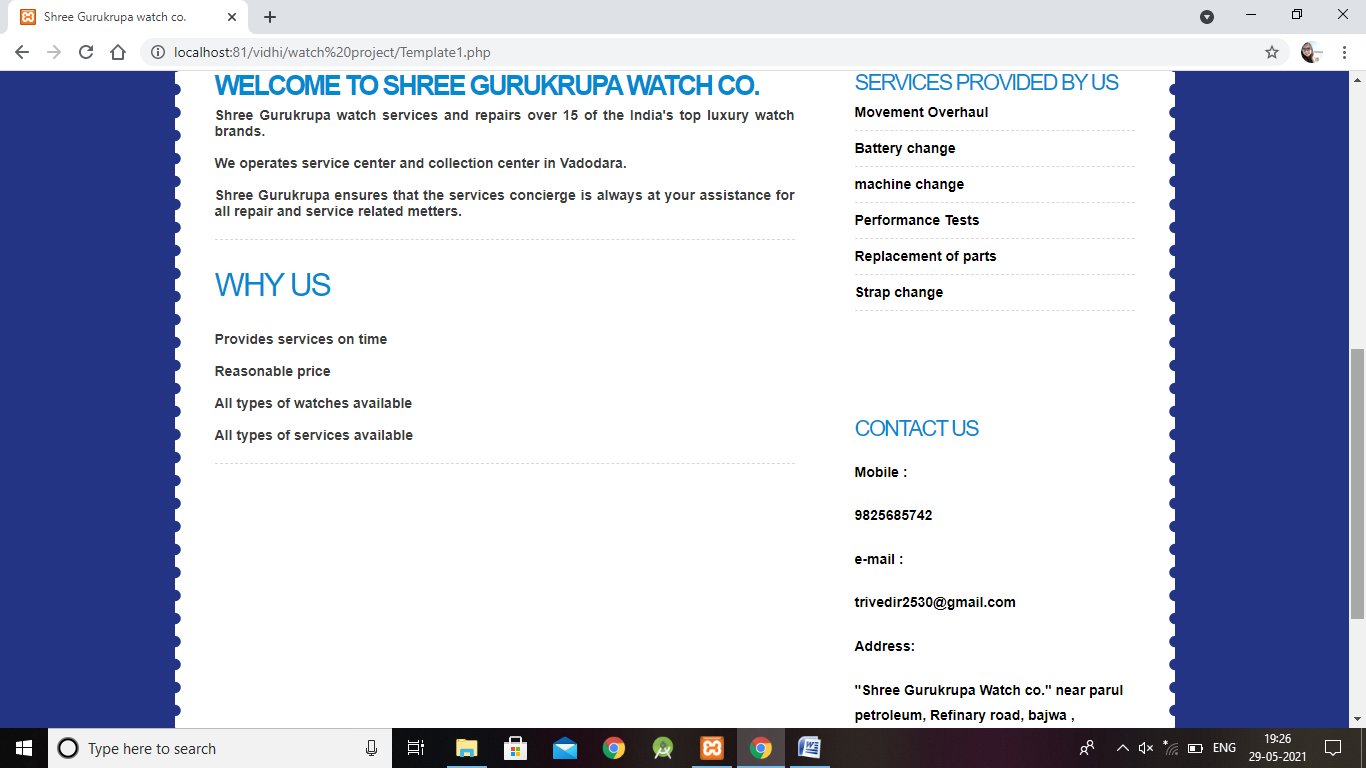 Shree Gurukrupa watch co.
localhost:81/vidhi/watch%20project/Template1.php
WELCOME TO SHREE GURUKRUPA WATCH CO.
Shree Gurukrupa watch services and repairs over 15 of the India's top luxury watch
brands.
We operates service center and collection center in Vadodara.
Shree Gurukrupa ensures that the services concierge is always at your assistance for
all repair and service related metters.
WHY US
Provides services on time
Reasonable price
All types of watches available
All types of services available
SERVICES PROVIDED BY US
Movement Overhaul
Battery change
machine change
Performance Tests
Replacement of parts
Strap change
CONTACT US
Mobile :
9825685742
e-mail :
trivedir2530@gmail.com
Address:
"Shree Gurukrupa Watch co." near parul
petroleum, Refinary road, bajwa ,
Type here to search
ENG
19:26
29-05-2021